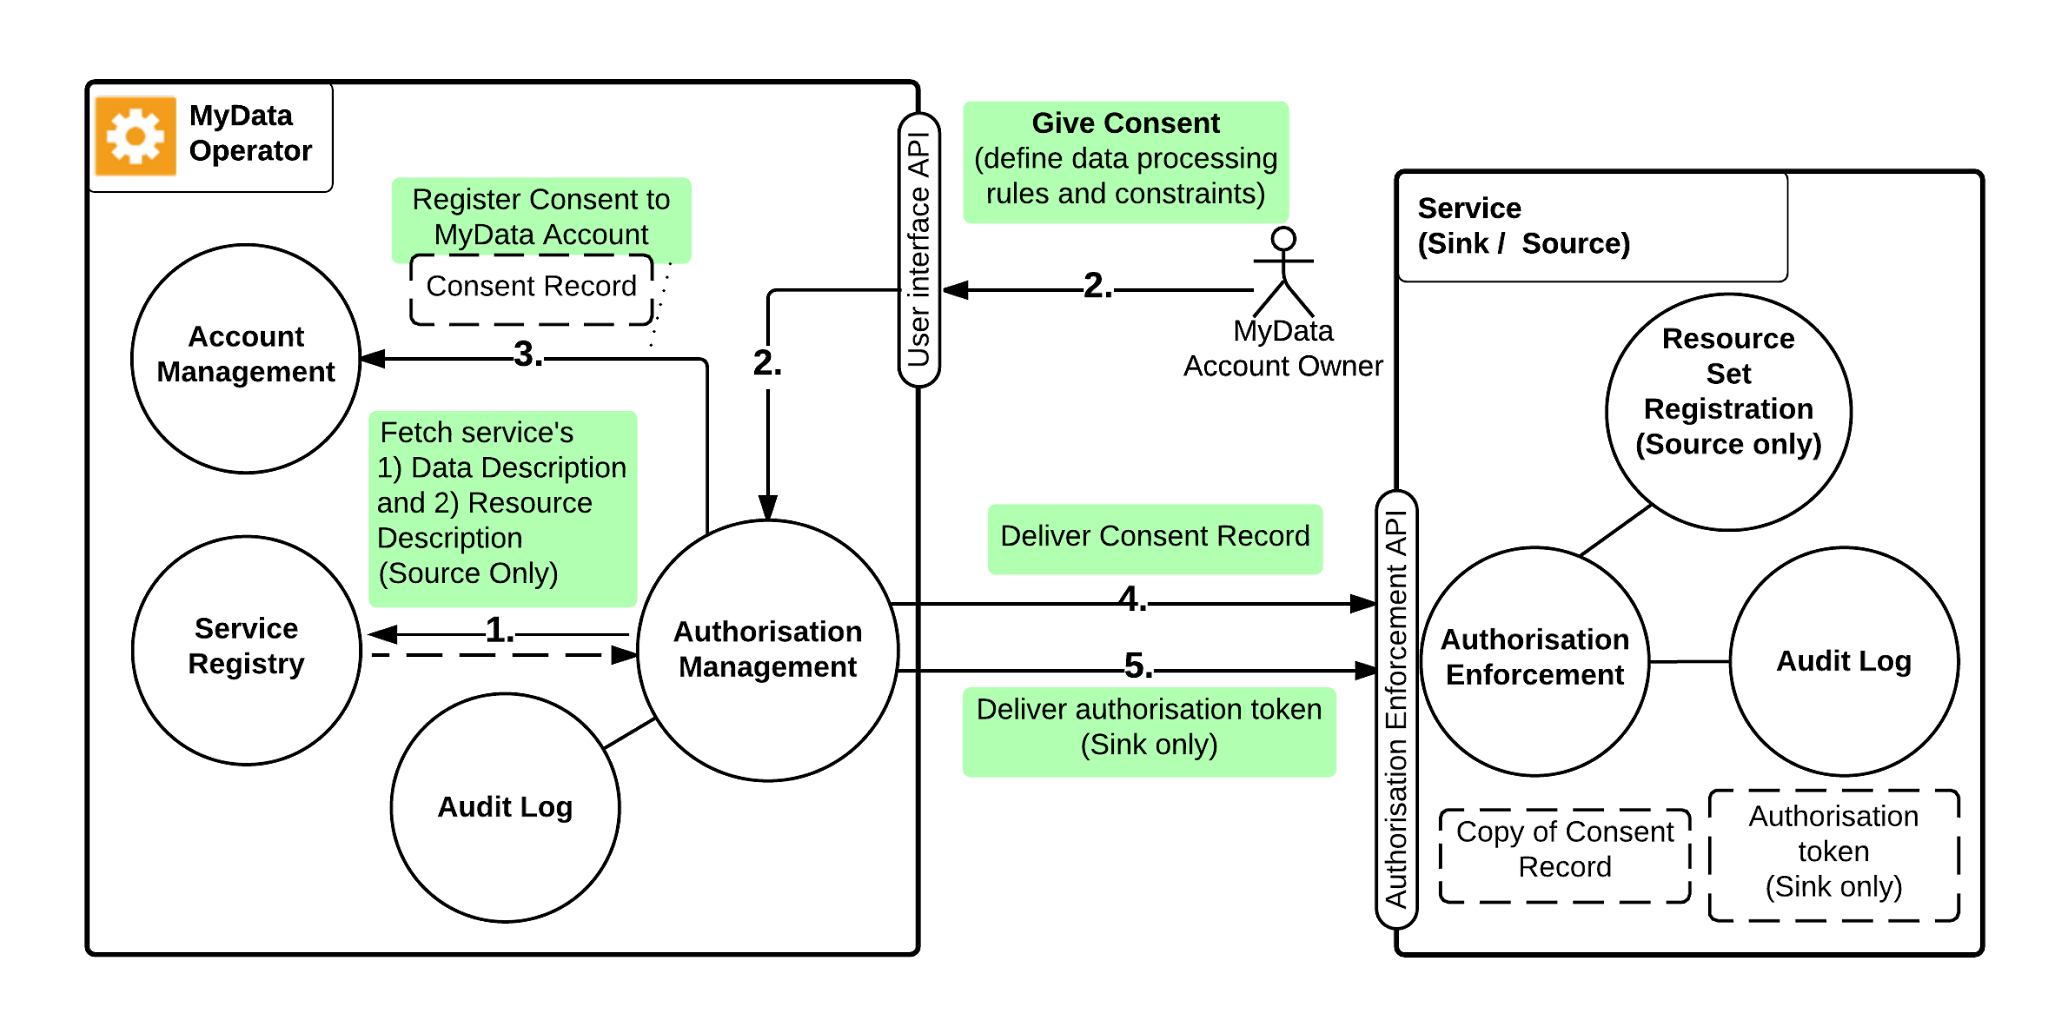 MyData
Operator
Register Consent to
MyData Account
Consent Record
Account
Management
3.
2.
Fetch service's
1) Data Description
and 2) Resource
Description
(Source Only)
Service
Registry
1.
Authorisation
Management
Audit Log
User interface API
Give Consent
(define data processing
rules and constraints)
2.
MyData
Account Owner
Deliver Consent Record
4.
5.
Deliver authorisation token
(Sink only)
Authorisation Enforcement API
Service
(Sink /  Source)
Resource
Set
Registration
(Source only)
Authorisation
Enforcement
Audit Log
Copy of Consent
Record
Authorisation
token
(Sink only)